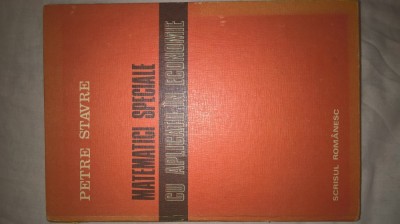 PETRE STAVRE
MATEMATICI SPECIALE
CU APLICAȚII ÎN ECONOMIE
SCRISUL ROMÂNESC